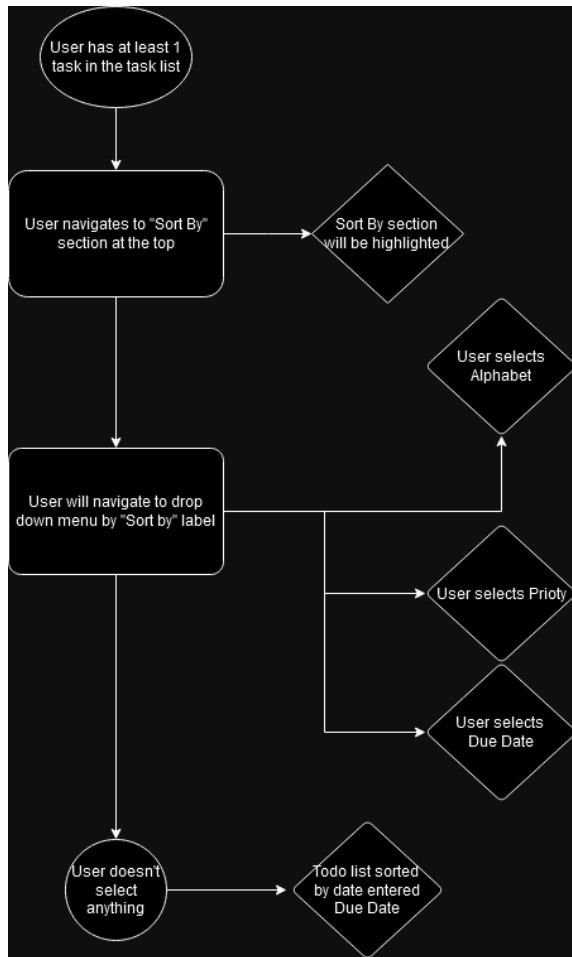 User has at least 1
task in the task list
User navigates to "Sort By"
section at the top
Sort By section
will be highlighted
User selects
Alphabet
User will navigate to drop
down menu by "Sort by" label
User selects Prioty
User selects
Due Date
User doesn't
select
anything
Todo list sorted
by date entered
Due Date